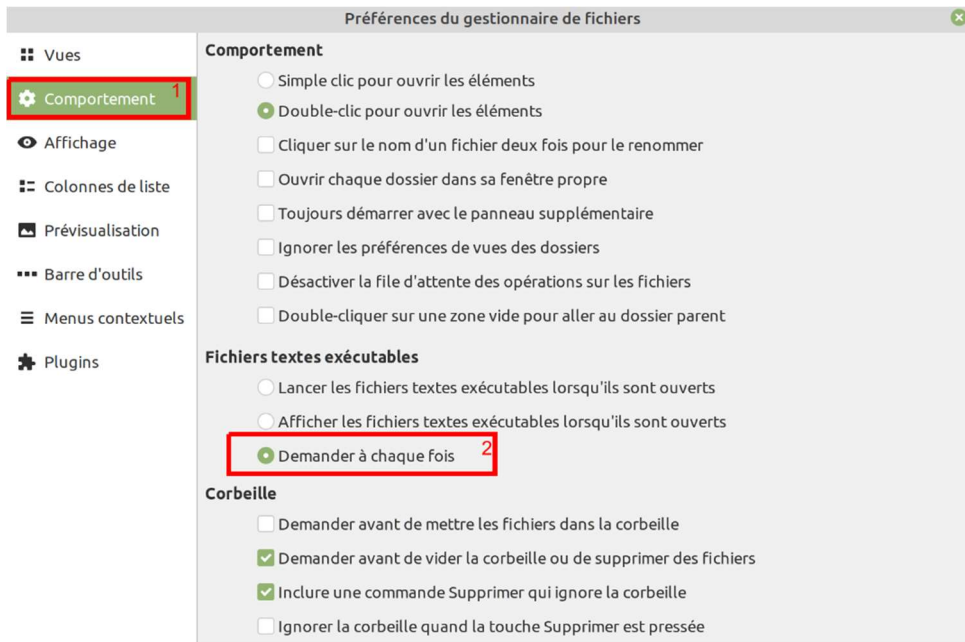 Préférences du gestionnaire de fichiers
Vues
Comportement 1
Affichage
Colonnes de liste
Prévisualisation
Barre d'outils
Menus contextuels
Plugins
Comportement
Simple clic pour ouvrir les éléments
Double-clic pour ouvrir les éléments
Cliquer sur le nom d'un fichier deux fois pour le renommer
Ouvrir chaque dossier dans sa fenêtre propre
Toujours démarrer avec le panneau supplémentaire
Ignorer les préférences de vues des dossiers
Désactiver la file d'attente des opérations sur les fichiers
Double-cliquer sur une zone vide pour aller au dossier parent
Fichiers textes exécutables
Lancer les fichiers textes exécutables lorsqu'ils sont ouverts
Afficher les fichiers textes exécutables lorsqu'ils sont ouverts
Demander à chaque fois 2
Corbeille
Demander avant de mettre les fichiers dans la corbeille
Demander avant de vider la corbeille ou de supprimer des fichiers
Inclure une commande Supprimer qui ignore la corbeille
Ignorer la corbeille quand la touche Supprimer est pressée